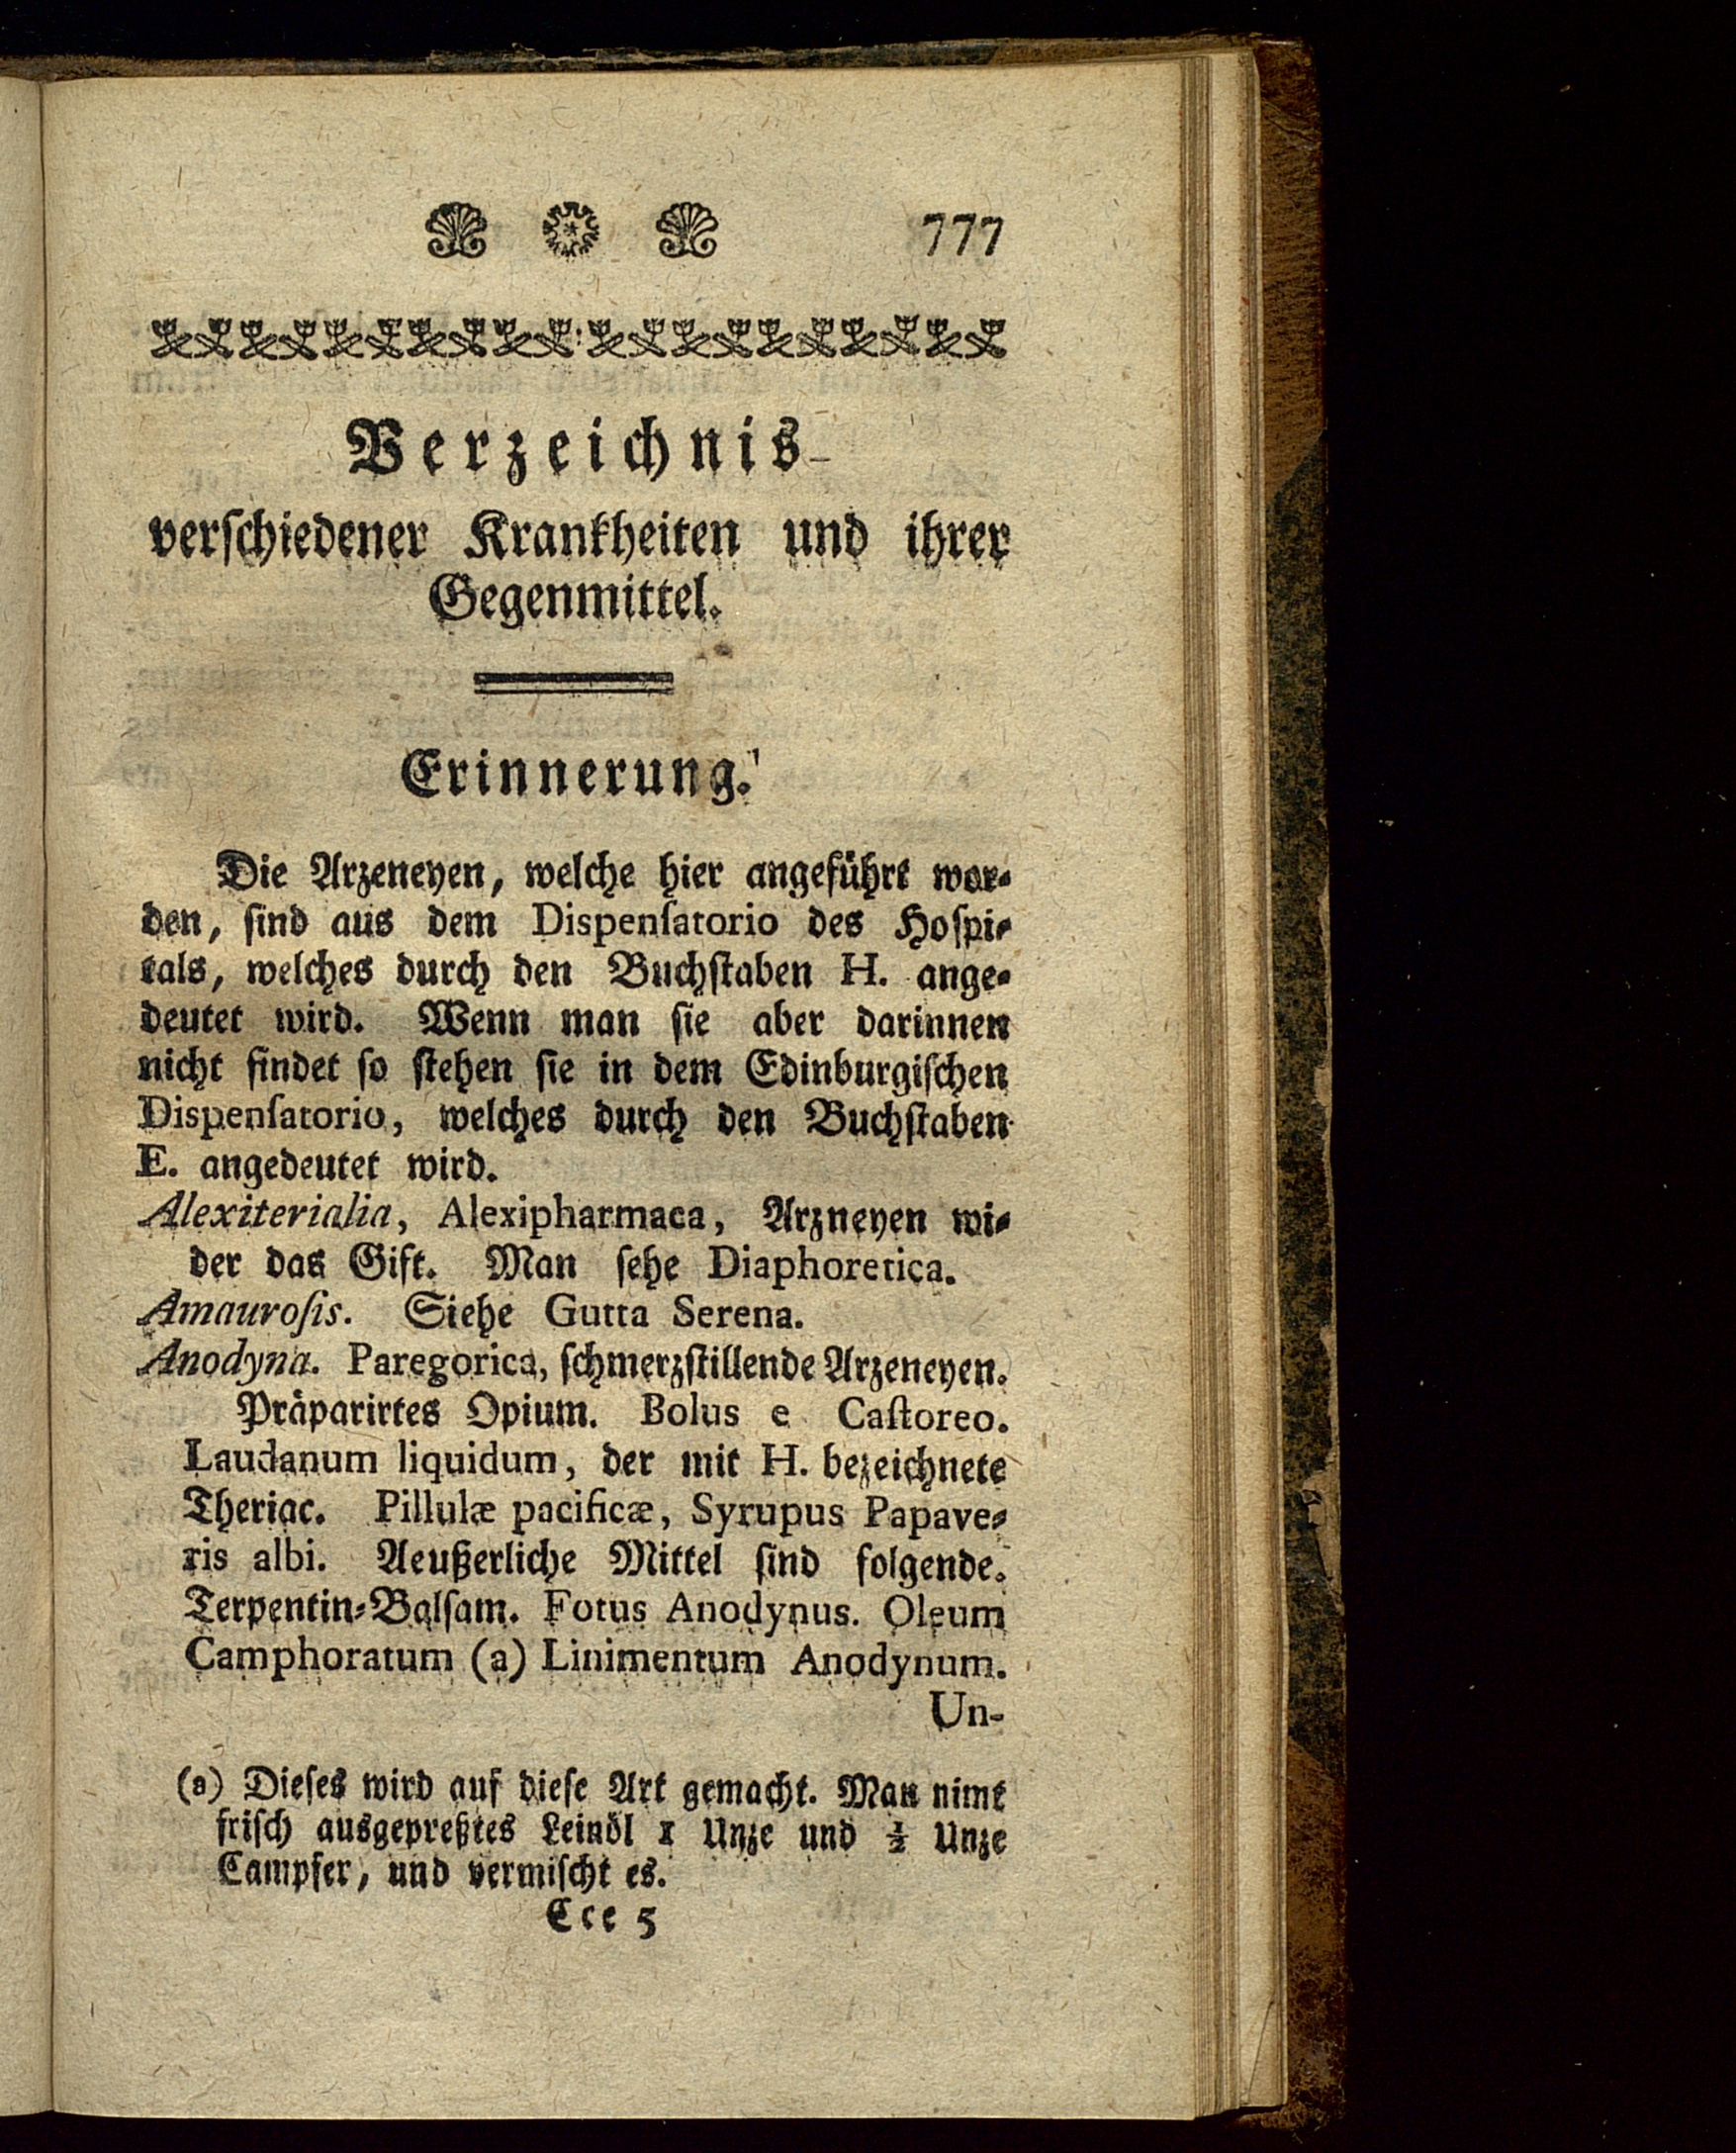 777
Verzeichnis
verschiedener Krankheiten und ihrer
Gegenmittel.
Erinnerung.
Die Arzeneyen, welche hier angeführt wor-
den, sind aus dem Dispensatorio des Hospi-
tals, welches durch den Buchstaben H. ange-
deutet wird. Wenn man sie aber darinnen
nicht findet so stehen sie in dem Edinburgischen
Dispensatorio, welches durch den Buchstaben
E. angedeutet wird.
Alexiterialia, Alexipharmaca, Arzneyen wi-
der das Gift. Man sehe Diaphoretica.
Amaurosis. Siehe Gutta Serena.
Anodyna. Paregorica, schmerzstillende Arzeneyen.
Präparirtes Opium. Bolus e Castoreo.
Laudanum liquidum, der mit H. bezeichnete
Theriac. Pillulæ pacificæ, Syrupus Papave-
ris albi. Aeußerliche Mittel sind folgende.
Terpentin-Balsam. Fotus Anodynus. Oleum
Camphoratum (a) Linimentum Anodynum.
Un-
(a) Dieses wird auf diese Art gemacht. Man nimt
frisch ausgepreßtes Leinöl 1 Unze und ½ Unze
Campfer, und vermischt es.
Ccc 5